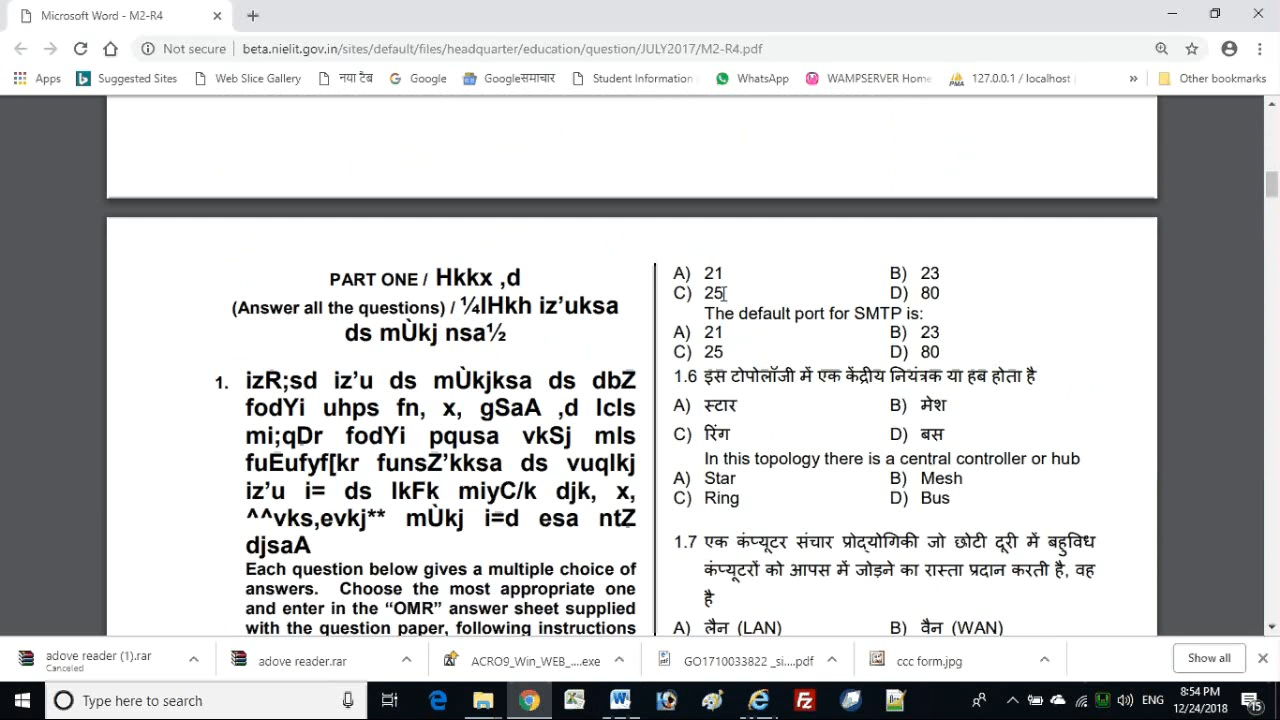 Microsoft Word - M2-R4
Not secure | beta.nielit.gov.in/sites/default/files/headquarter/education/question/JULY2017/M2-R4.pdf
Apps Suggested Sites Web Slice Gallery नया टैब Google Googleसमाचार Student Information WhatsApp WAMPSERVER Home 127.0.0.1 / localhost » Other bookmarks
PART ONE / Hkkx ,d
(Answer all the questions) / ¼lHkh iz’uksa
ds mÙkj nsa½
1. izR;sd iz’u ds mÙkjksa ds dbZ
fodYi uhps fn, x, gSaA ,d lcls
mi;qDr fodYi pqusa vkSj mls
fuEufyf[kr funsZ’kksa ds vuqlkj
iz’u i= ds lkFk miyC/k djk, x,
^^vks,evkj** mÙkj i=d esa ntZ
djsaA
Each question below gives a multiple choice of
answers. Choose the most appropriate one
and enter in the “OMR” answer sheet supplied
with the question paper, following instructions
A) 21 B) 23
C) 25 D) 80
The default port for SMTP is:
A) 21 B) 23
C) 25 D) 80
1.6 इस टोपोलॉजी में एक केंद्रीय नियंत्रक या हब होता है
A) स्टार B) मेश
C) रिंग D) बस
In this topology there is a central controller or hub
A) Star B) Mesh
C) Ring D) Bus
1.7 एक कंप्यूटर संचार प्रोद्योगिकी जो छोटी दूरी में बहुविध
कंप्यूटरों को आपस में जोड़ने का रास्ता प्रदान करती है, वह
है
A) लैन (LAN) B) वैन (WAN)
adove reader (1).rar
Canceled
adove reader.rar
ACRO9_Win_WEB_....exe
GO1710033822 _si....pdf
ccc form.jpg
Show all
Type here to search
ENG
8:54 PM
12/24/2018
15